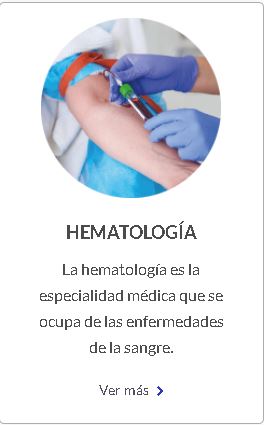 HEMATOLOGÍA
La hematología es la
especialidad médica que se
ocupa de las enfermedades
de la sangre.
Ver más